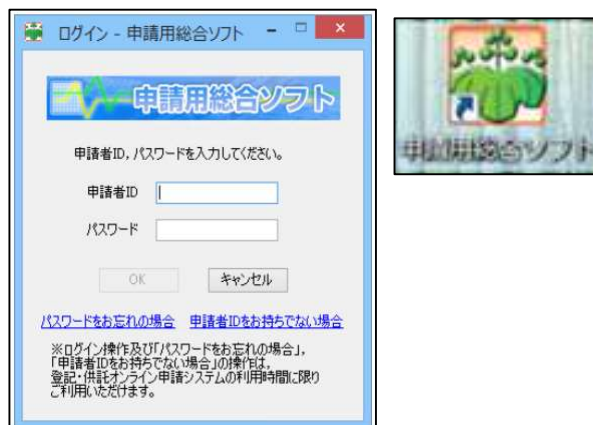 ログイン - 申請用総合ソフト
申請用総合ソフト
申請者ID, パスワードを入力してください。
申請者ID
パスワード
OK
キャンセル
パスワードをお忘れの場合 申請者IDをお持ちでない場合
※ログイン操作及び「パスワードをお忘れの場合」,
「申請者IDをお持ちでない場合」の操作は,
登記・供託オンライン申請システムの利用時間に限り
ご利用いただけます。
申請用総合ソフト